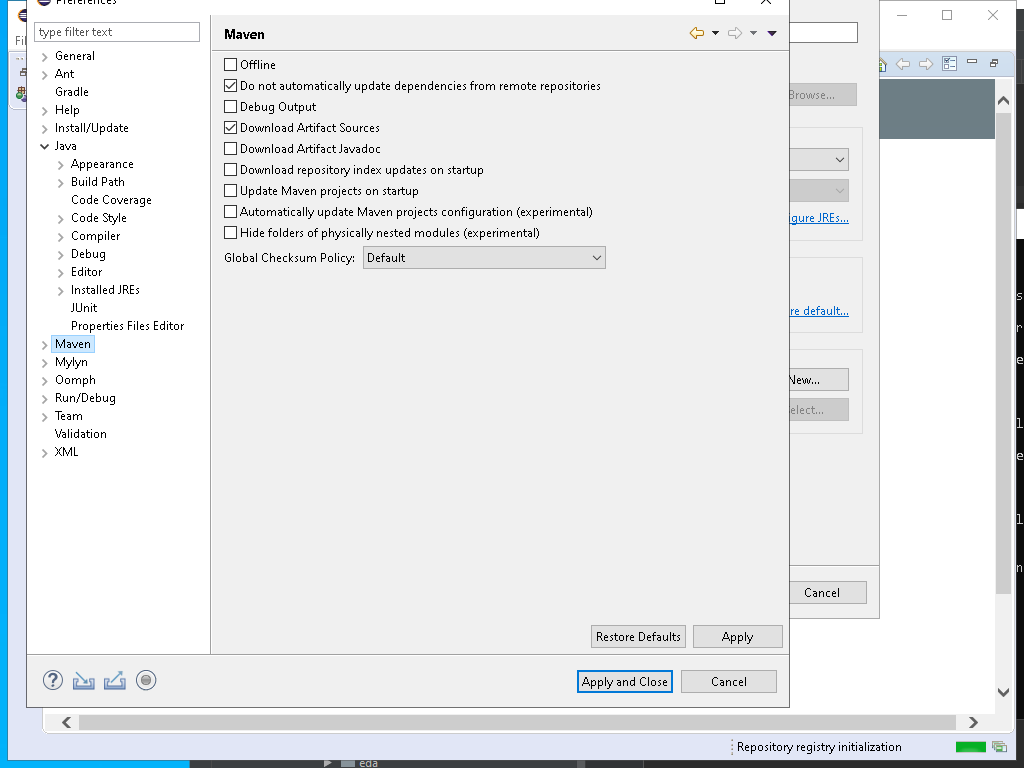 Preferences
type filter text
General
Ant
Gradle
Help
Install/Update
Java
Appearance
Build Path
Code Coverage
Code Style
Compiler
Debug
Editor
Installed JREs
JUnit
Properties Files Editor
Maven
Mylyn
Oomph
Run/Debug
Team
Validation
XML
Maven
Offline
Do not automatically update dependencies from remote repositories
Debug Output
Download Artifact Sources
Download Artifact Javadoc
Download repository index updates on startup
Update Maven projects on startup
Automatically update Maven projects configuration (experimental)
Hide folders of physically nested modules (experimental)
Global Checksum Policy: Default
Restore Defaults Apply
Apply and Close Cancel
Fil
Browse...
gure JREs...
re default...
New...
elect...
Cancel
Repository registry initialization
eda